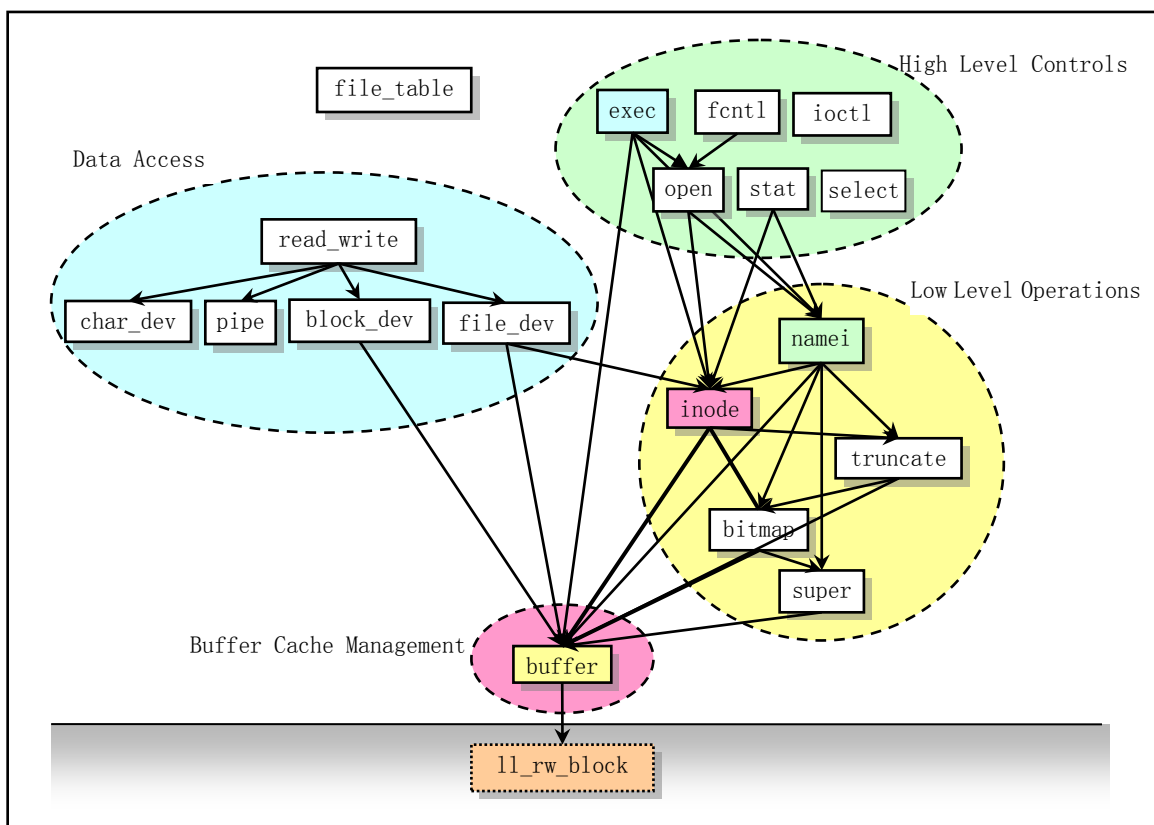 High Level Controls
file_table
exec
fcntl
ioctl
Data Access
open
stat
select
read_write
char_dev
pipe
block_dev
file_dev
Low Level Operations
namei
inode
truncate
bitmap
super
Buffer Cache Management
buffer
ll_rw_block